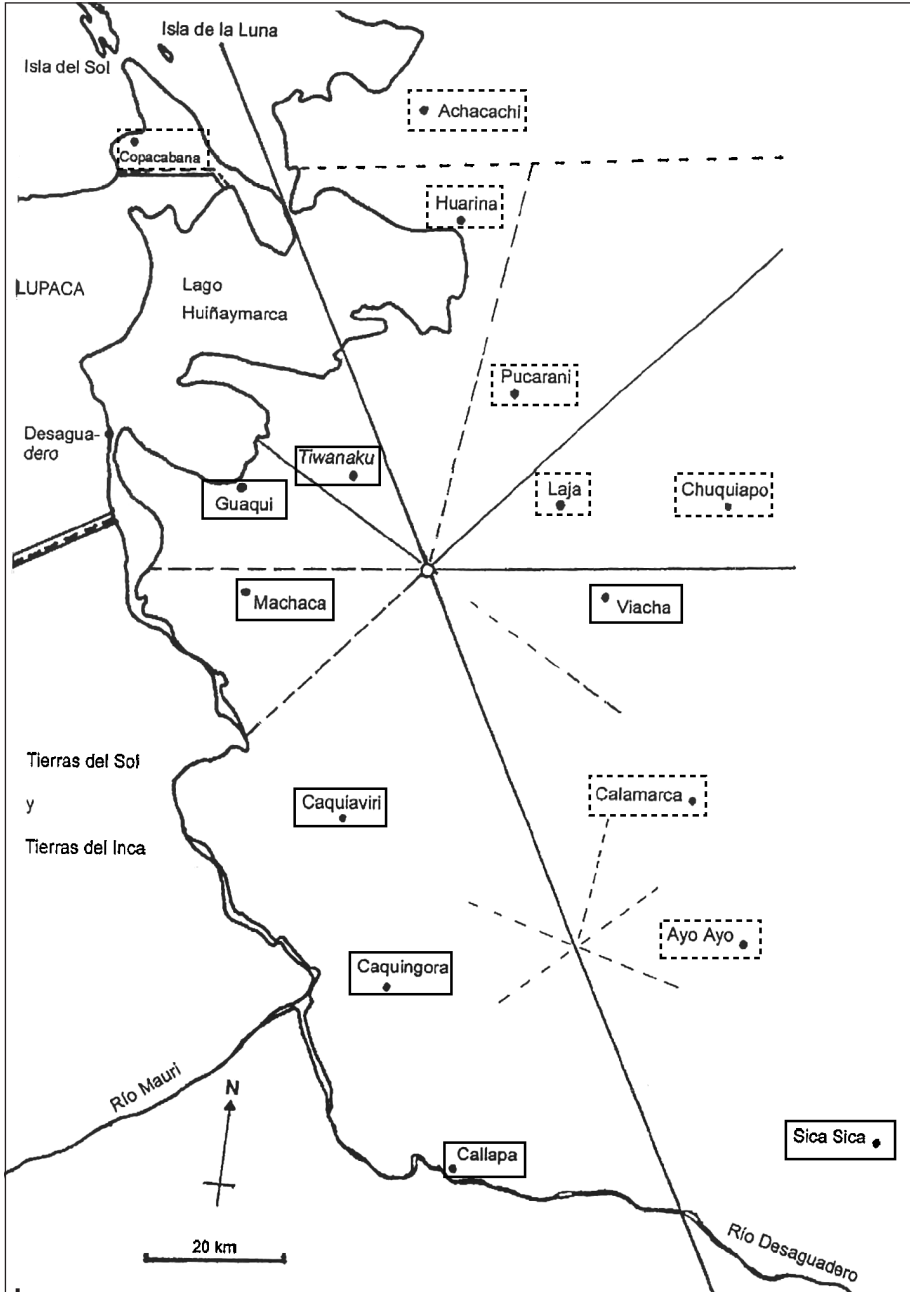 Isla de la Luna
Isla del Sol
Achacachi
Copacabana
Huarina
LUPACA
Lago
Huiñaymarca
Pucarani
Desagua-
dero
Tiwanaku
Guaqui
Laja
Chuquiapo
Machaca
Viacha
Tierras del Sol
y
Tierras del Inca
Caquiaviri
Calamarca
Ayo Ayo
Caquingora
Río Mauri
N
Callapa
Sica Sica
20 km
Río Desaguadero